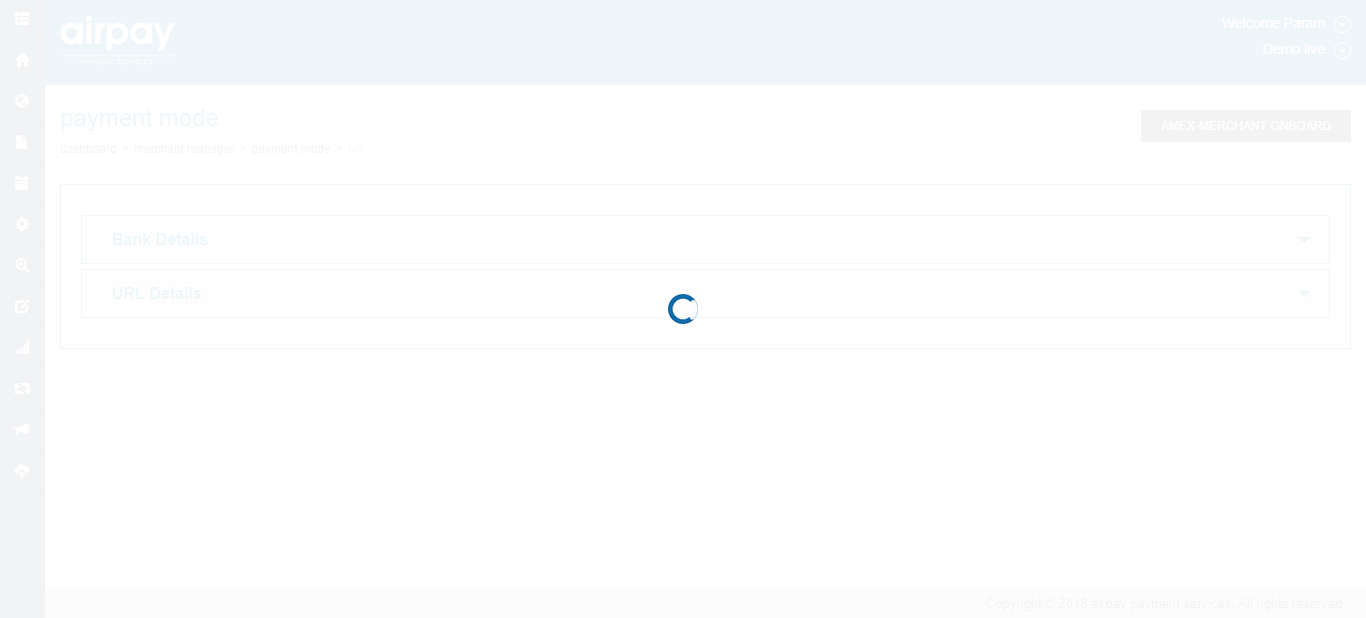 airpay
PAYMENT SERVICES
Welcome Param
Demo live
payment mode
AMEX-MERCHANT ONBOARD
dashboard > merchant manager > payment mode > url
Bank Details
URL Details
Copyright © 2018 airpay payment services. All rights reserved